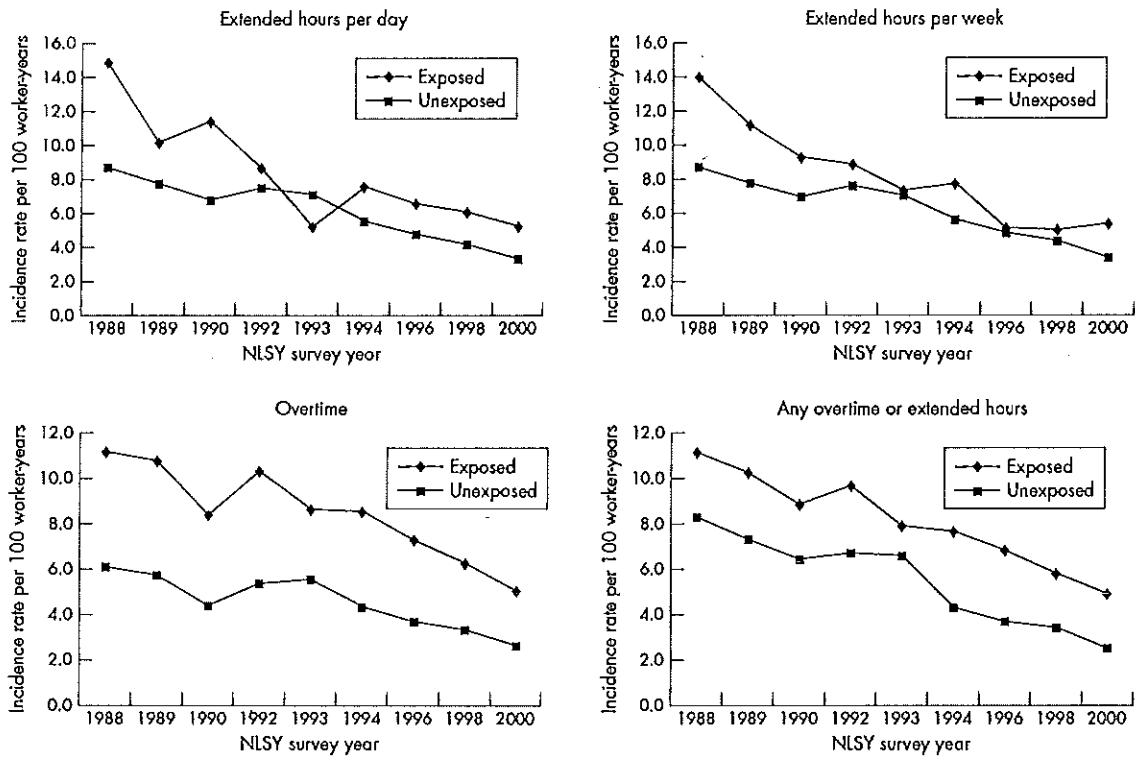 Extended hours per day
Incidence rate per 100 worker-years
16.0
14.0
12.0
10.0
8.0
6.0
4.0
2.0
0.0
Exposed
Unexposed
1988 1989 1990 1992 1993 1994 1996 1998 2000
NLSY survey year
Extended hours per week
Incidence rate per 100 worker-years
16.0
14.0
12.0
10.0
8.0
6.0
4.0
2.0
0.0
Exposed
Unexposed
1988 1989 1990 1992 1993 1994 1996 1998 2000
NLSY survey year
Overtime
Incidence rate per 100 worker-years
12.0
10.0
8.0
6.0
4.0
2.0
0.0
Exposed
Unexposed
1988 1989 1990 1992 1993 1994 1996 1998 2000
NLSY survey year
Any overtime or extended hours
Incidence rate per 100 worker-years
12.0
10.0
8.0
6.0
4.0
2.0
0.0
Exposed
Unexposed
1988 1989 1990 1992 1993 1994 1996 1998 2000
NLSY survey year